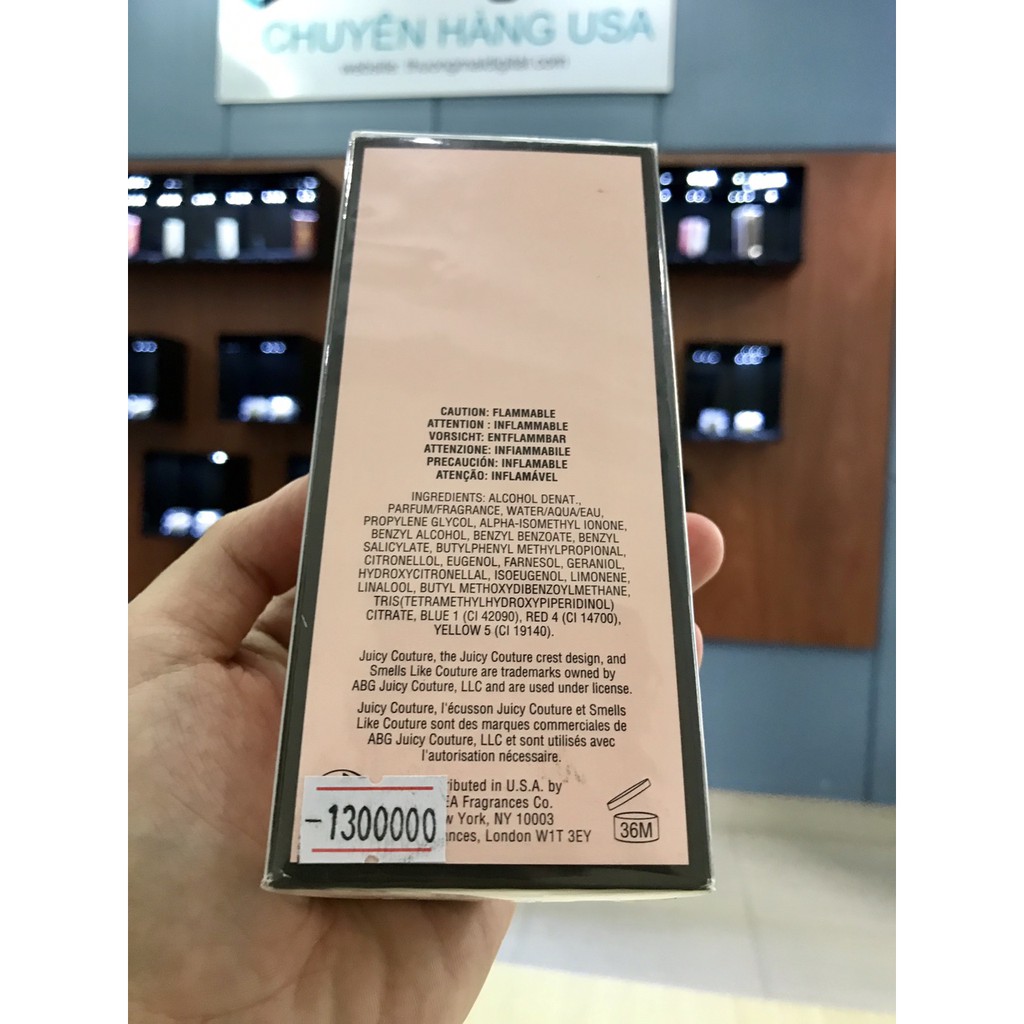 CHUYÊN HÀNG USA
website:
CAUTION: FLAMMABLE
ATTENTION : INFLAMMABLE
VORSICHT: ENTFLAMMBAR
ATTENZIONE: INFIAMMABILE
PRECAUCIÓN: INFLAMABLE
ATENÇÃO: INFLAMÁVEL
INGREDIENTS: ALCOHOL DENAT.,
PARFUM/FRAGRANCE, WATER/AQUA/EAU,
PROPYLENE GLYCOL, ALPHA-ISOMETHYL IONONE,
BENZYL ALCOHOL, BENZYL BENZOATE, BENZYL
SALICYLATE, BUTYLPHENYL METHYLPROPIONAL,
CITRONELLOL, EUGENOL, FARNESOL, GERANIOL,
HYDROXYCITRONELLAL, ISOEUGENOL, LIMONENE,
LINALOOL, BUTYL METHOXYDIBENZOYLMETHANE,
TRIS(TETRAMETHYLHYDROXYPIPERIDINOL)
CITRATE, BLUE 1 (CI 42090), RED 4 (CI 14700),
YELLOW 5 (CI 19140).
Juicy Couture, the Juicy Couture crest design, and
Smells Like Couture are trademarks owned by
ABG Juicy Couture, LLC and are used under license.
Juicy Couture, l'écusson Juicy Couture et Smells
Like Couture sont des marques commerciales de
ABG Juicy Couture, LLC et sont utilisés avec
l'autorisation nécessaire.
ributed in U.S.A. by
EA Fragrances Co.
w York, NY 10003
ances, London W1T 3EY
-1300000
36M